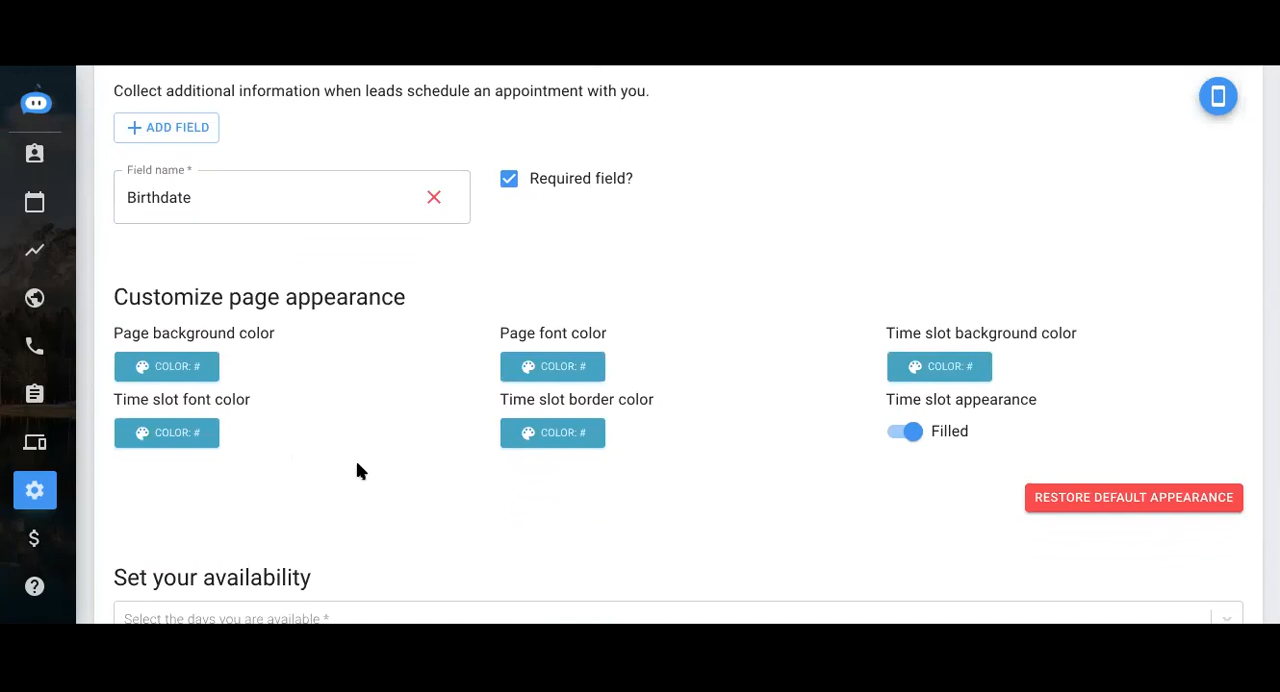 Collect additional information when leads schedule an appointment with you.
ADD FIELD
Field name *
Birthdate
Required field?
Customize page appearance
Page background color
Page font color
Time slot background color
COLOR: #
COLOR: #
COLOR: #
Time slot font color
Time slot border color
Time slot appearance
COLOR: #
COLOR: #
Filled
RESTORE DEFAULT APPEARANCE
Set your availability
Select the days you are available *